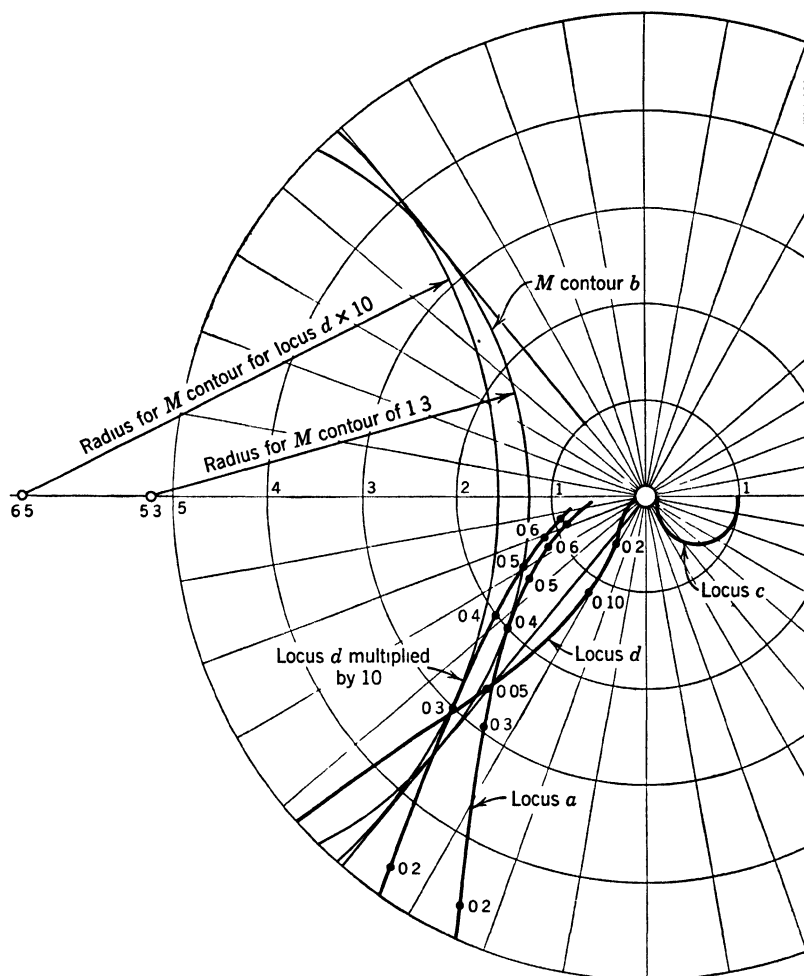 M contour b
Radius for M contour for locus d × 10
Radius for M contour of 1 3
6 5
5 3
5
4
3
2
1
1
0 6
0 6
0 2
0 5
0 5
0 10
Locus c
0 4
0 4
Locus d multiplied
by 10
Locus d
0 05
0 3
0 3
Locus a
0 2
0 2